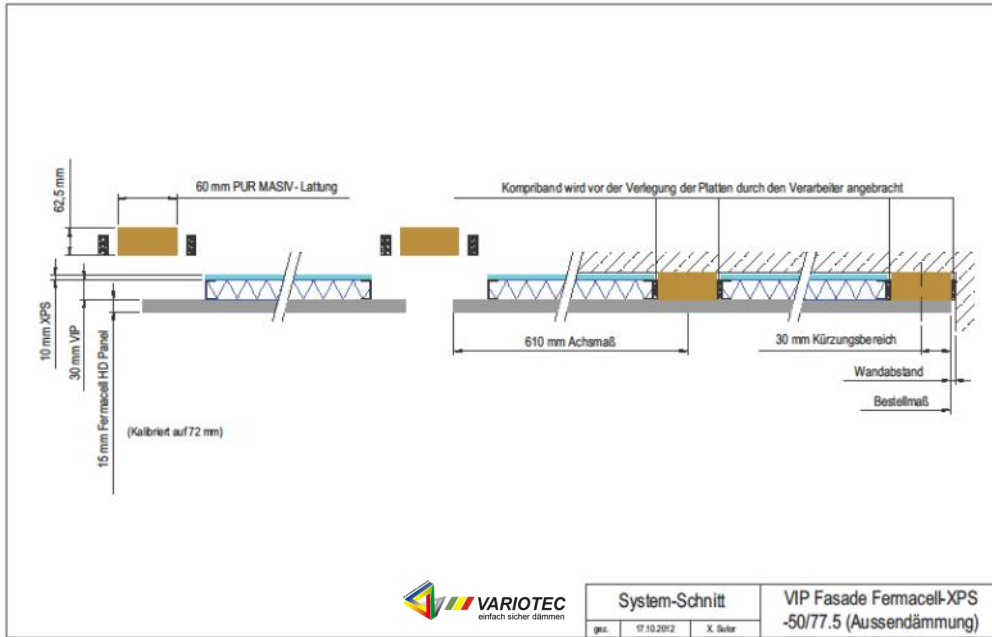 62,5 mm
60 mm PUR MASIV-Lattung
Kompriband wird vor der Verlegung der Platten durch den Verarbeiter angebracht
10 mm XPS
30 mm VIP
15 mm Fermacell HD Panel
(Kalibriert auf 72 mm)
610 mm Achsmaß
30 mm Kürzungsbereich
Wandabstand
Bestellmaß
VARIOTEC
einfach sicher dämmen
System-Schnitt
gez. 17.10.2012 X. Suter
VIP Fasade Fermacell-XPS
-50/77.5 (Aussendämmung)